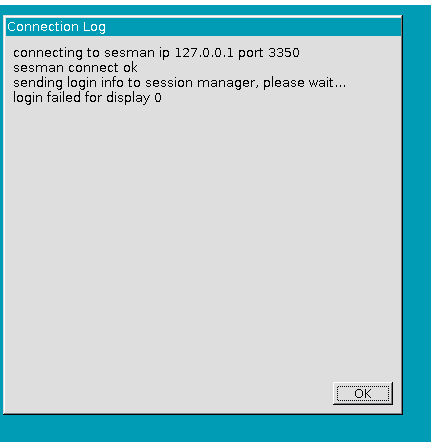 Connection Log
connecting to sesman ip 127.0.0.1 port 3350
sesman connect ok
sending login info to session manager, please wait...
login failed for display 0
OK